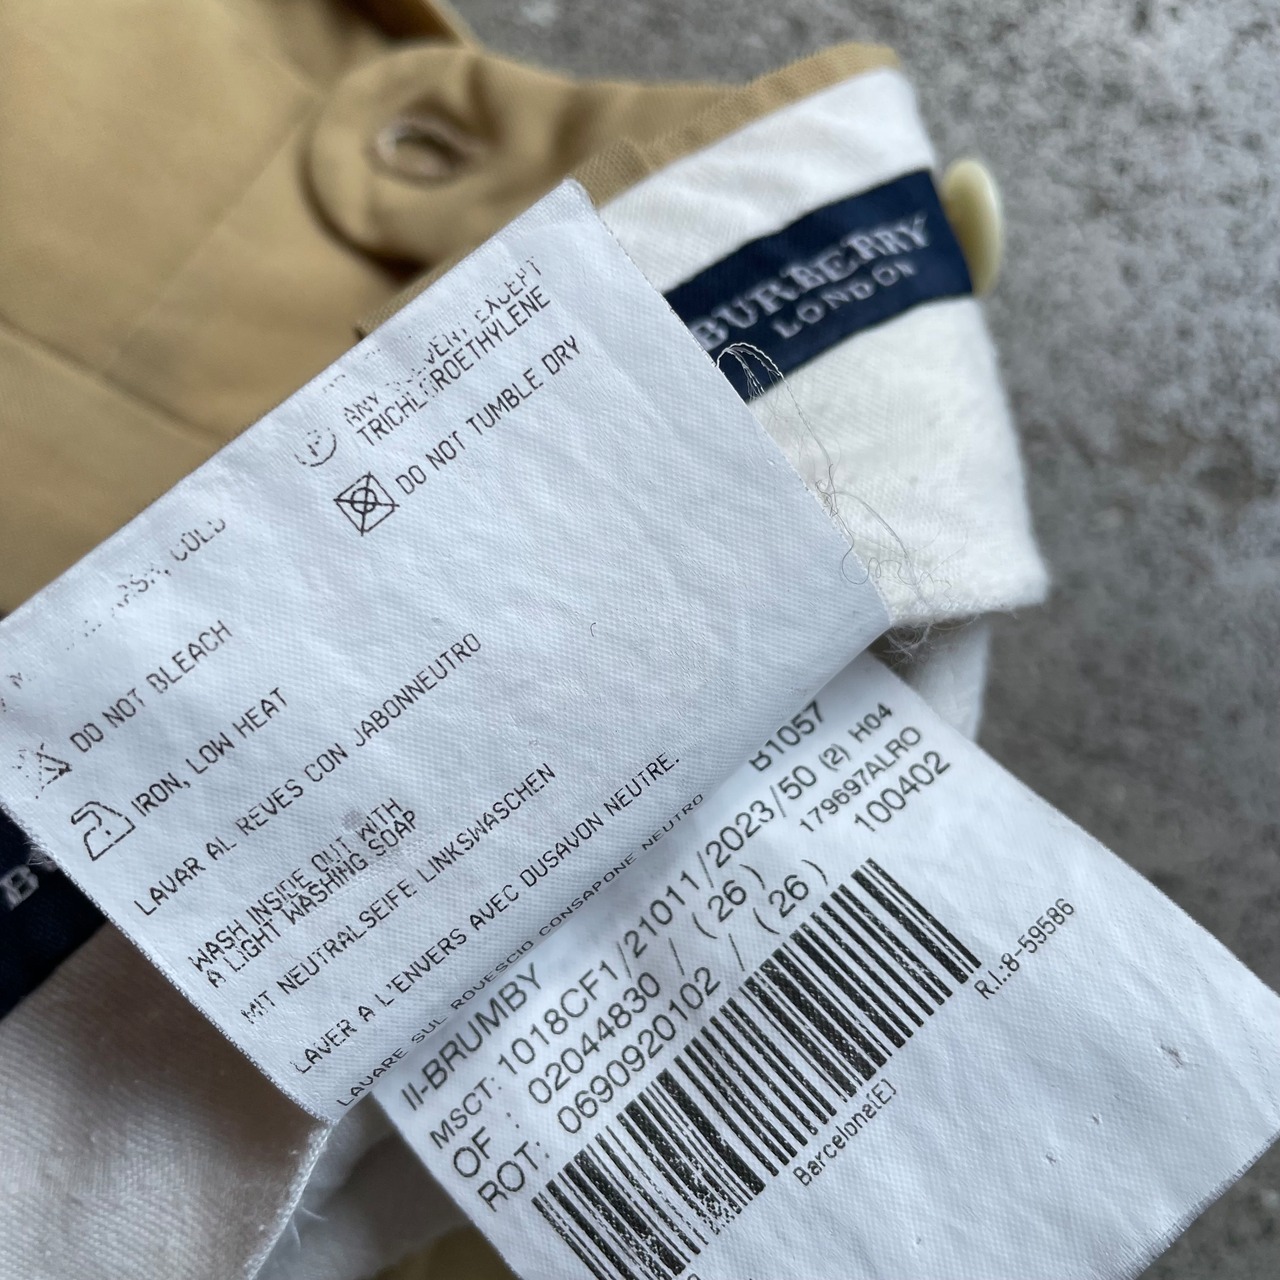 BURBERRY
LONDON
EXCEPT
TRICHLOROETHYLENE
DO NOT TUMBLE DRY
COLD
DO NOT BLEACH
IRON, LOW HEAT
LAVAR AL REVES CON JABONNEUTRO
WASH INSIDE OUT WITH
A LIGHT WASHING SOAP
MIT NEUTRALSEIFE LINKSWASCHEN
LAVER A L'ENVERS AVEC DUSAVON NEUTRE.
LAVARE SUL ROVESCIO CONSAPONE NEUTRO
II-BRUMBY B1057
MSCT: 1018CF1/21011/2023/50 (2) H04
OF : 02044830 / (26) 179697ALRO
ROT: 0690920102 / (26) 100402
R.I.:8-59586
Barcelona[E]